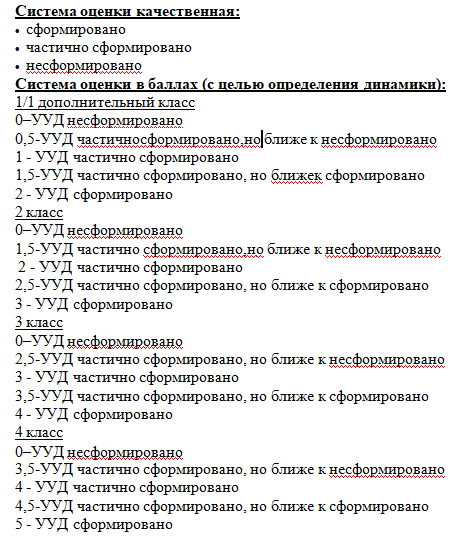 Система оценки качественная:
• сформировано
• частично сформировано
• несформировано
Система оценки в баллах (с целью определения динамики):
1/1 дополнительный класс
0–УУД несформировано
0,5-УУД частичносформировано,но ближе к несформировано
1 - УУД частично сформировано
1,5-УУД частично сформировано, но ближек сформировано
2 - УУД сформировано
2 класс
0–УУД несформировано
1,5-УУД частично сформировано,но ближе к несформировано
2 - УУД частично сформировано
2,5-УУД частично сформировано, но ближе к сформировано
3 - УУД сформировано
3 класс
0–УУД несформировано
2,5-УУД частично сформировано, но ближе к несформировано
3 - УУД частично сформировано
3,5-УУД частично сформировано, но ближе к сформировано
4 - УУД сформировано
4 класс
0–УУД несформировано
3,5-УУД частично сформировано, но ближе к несформировано
4 - УУД частично сформировано
4,5-УУД частично сформировано, но ближе к сформировано
5 - УУД сформировано